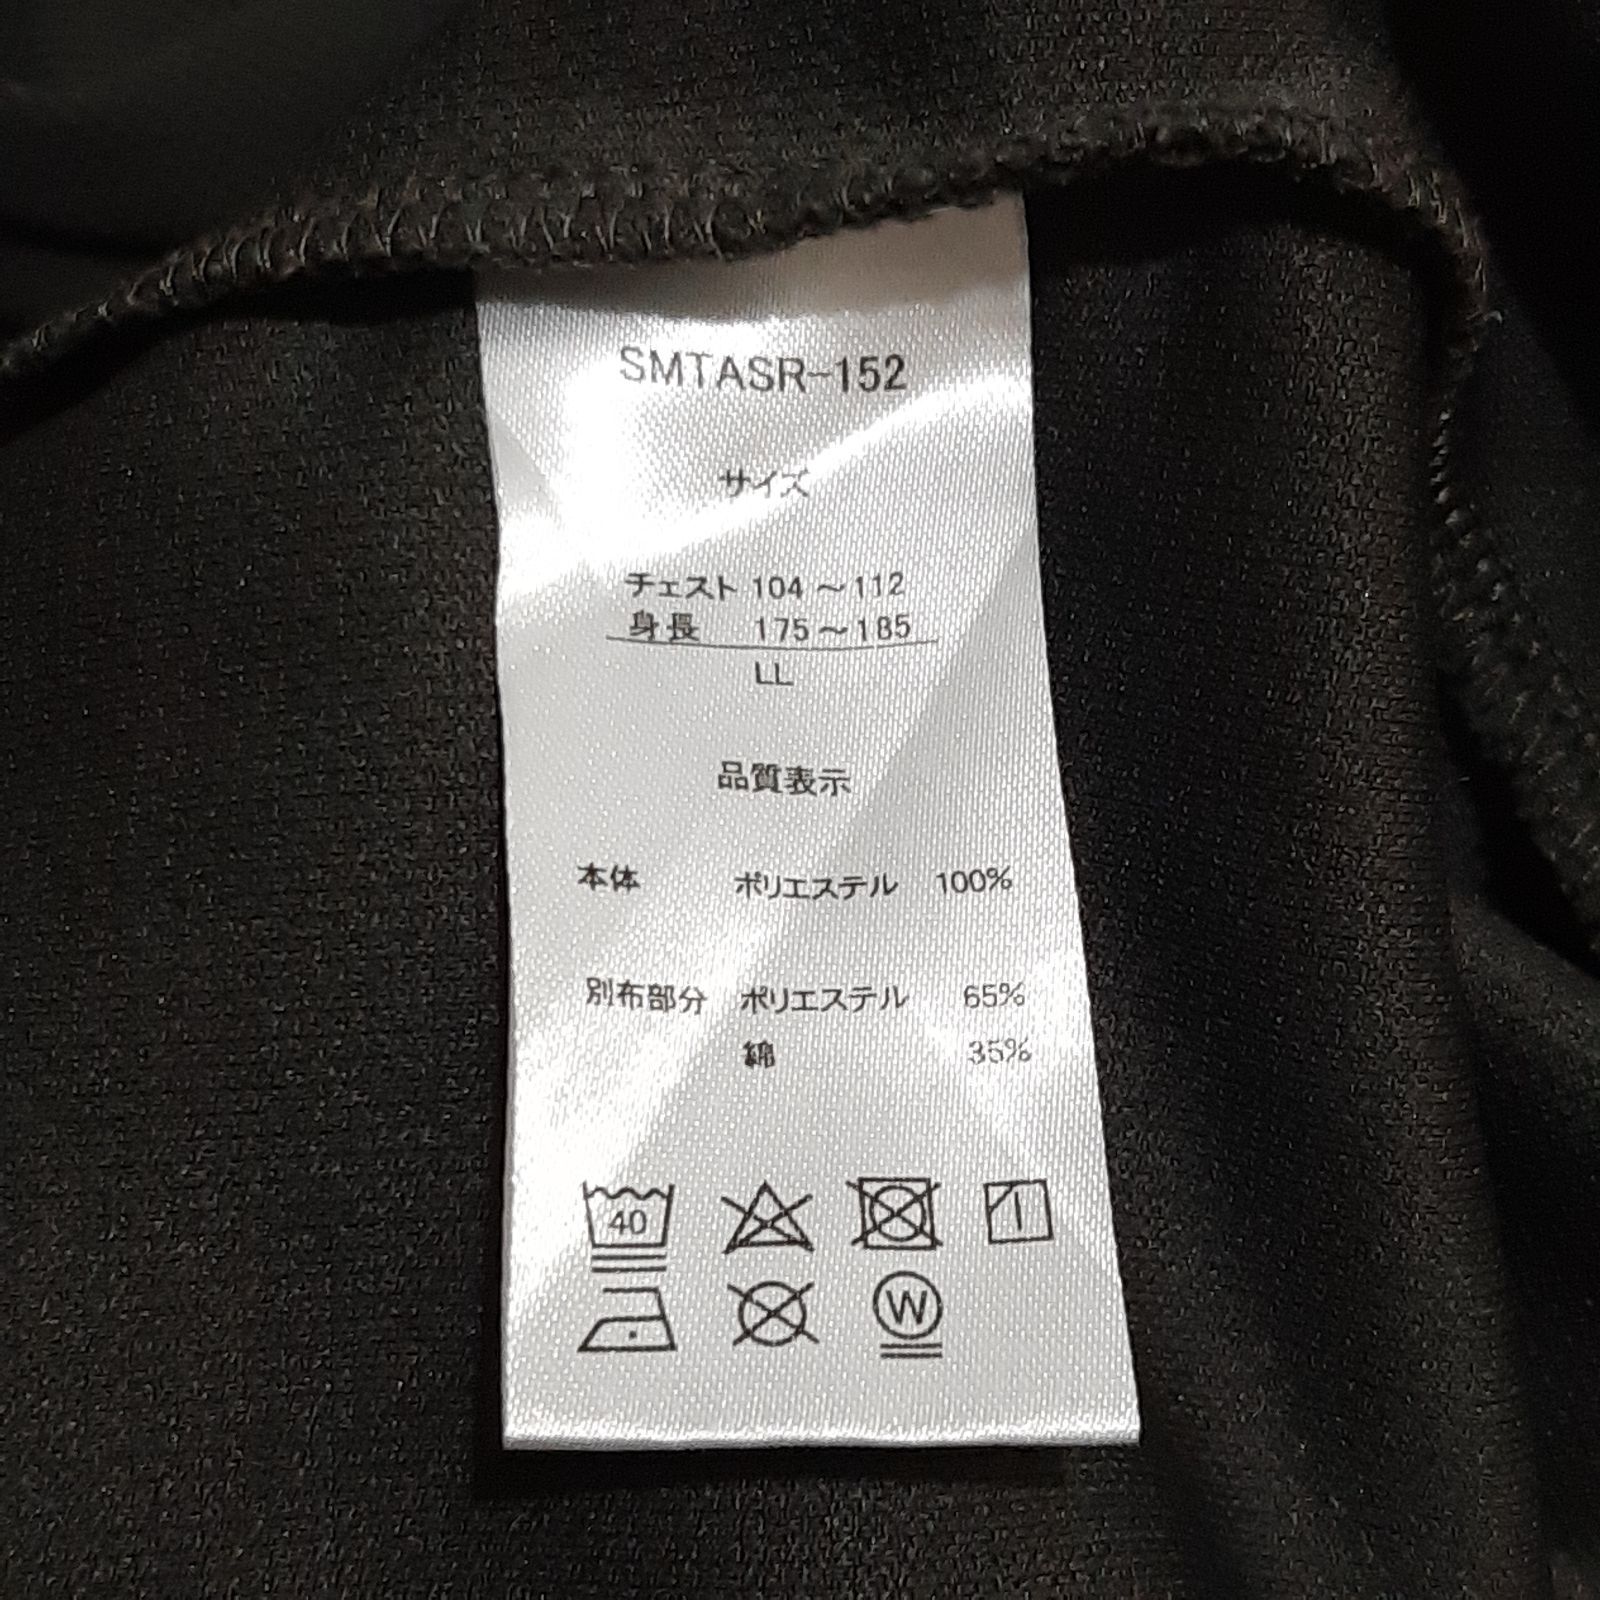 SMTASR-152
サイズ
チェスト 104～112
身長 175～185
LL
品質表示
本体 ポリエステル 100%
別布部分 ポリエステル 65%
綿 35%
40
W